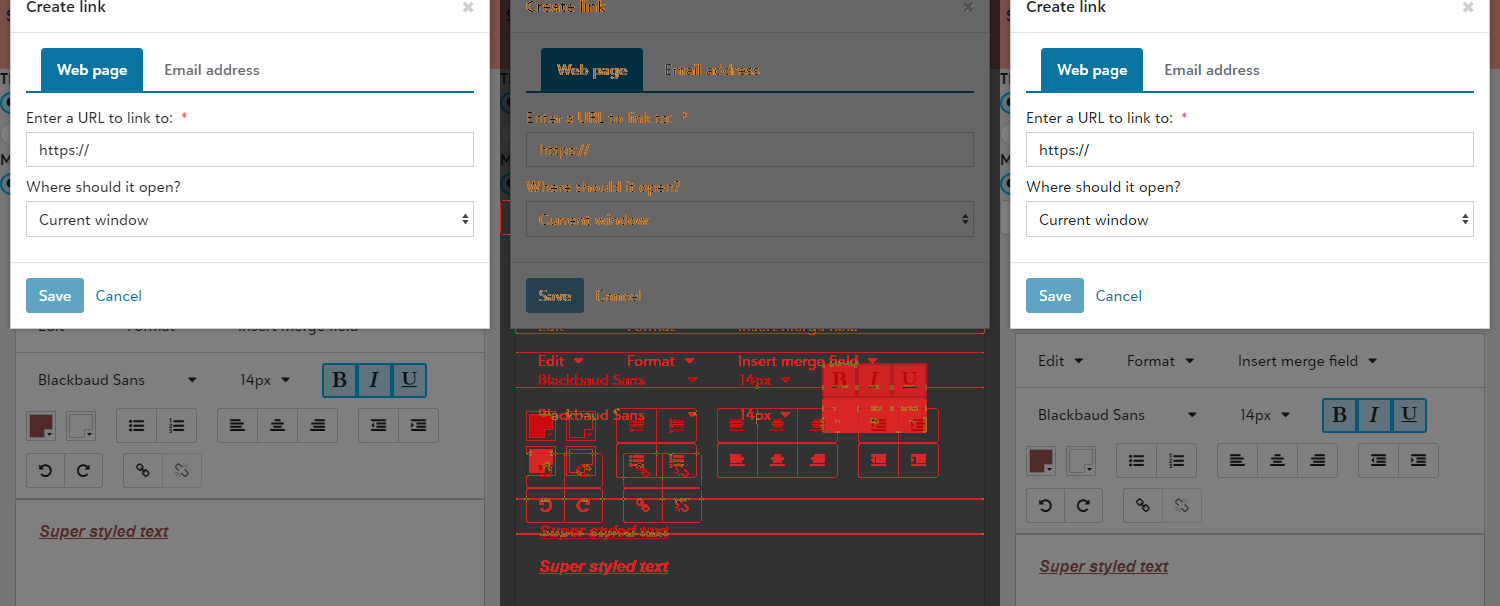 Create link ×
Web page Email address
Enter a URL to link to: *
https://
Where should it open?
Current window
Save Cancel
Edit Format Insert merge field
Blackbaud Sans 14px B I U
Super styled text
Create link ×
Web page Email address
Enter a URL to link to: *
https://
Where should it open?
Current window
Save Cancel
Edit Format Insert merge field
Edit Format Insert merge field
Blackbaud Sans 14px B I U
Blackbaud Sans 14px
Super styled text
Super styled text
Create link ×
Web page Email address
Enter a URL to link to: *
https://
Where should it open?
Current window
Save Cancel
Edit Format Insert merge field
Blackbaud Sans 14px B I U
Super styled text